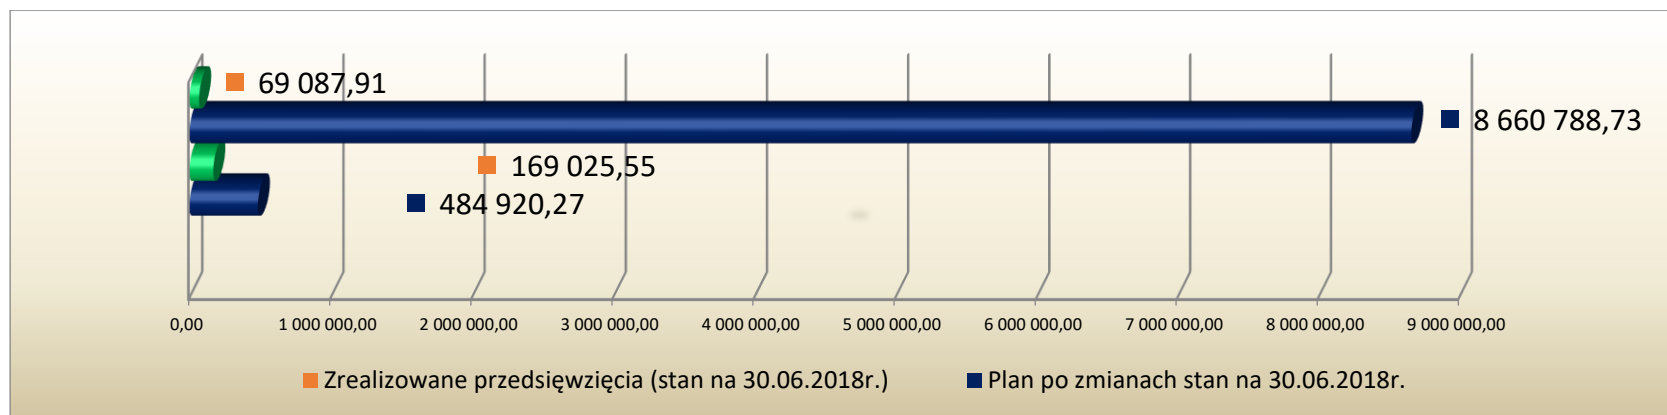 69 087,91
8 660 788,73
169 025,55
484 920,27
0,00 1 000 000,00 2 000 000,00 3 000 000,00 4 000 000,00 5 000 000,00 6 000 000,00 7 000 000,00 8 000 000,00 9 000 000,00
Zrealizowane przedsięwzięcia (stan na 30.06.2018r.) Plan po zmianach stan na 30.06.2018r.